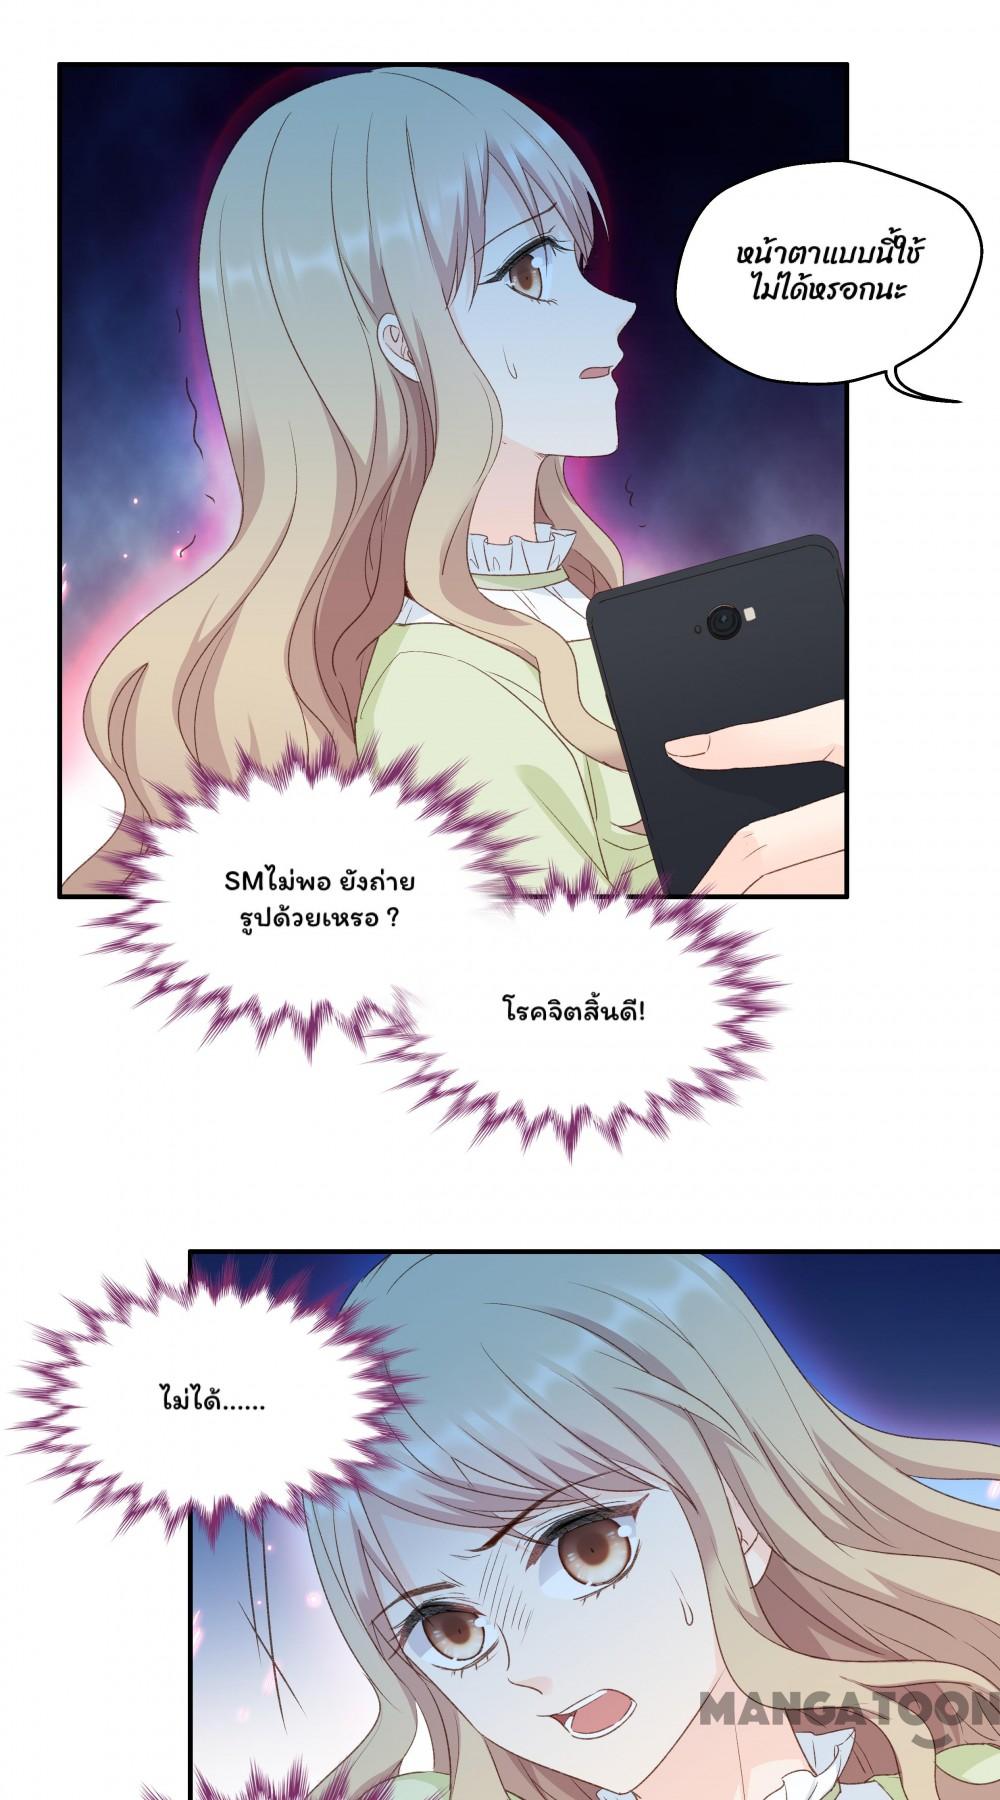 หน้าตาแบบนี้ใช้
ไม่ได้หรอกนะ
SMไม่พอ ยังถ่าย
รูปด้วยเหรอ ?
โรคจิตสิ้นดี!
ไม่ได้......
MANGATOON